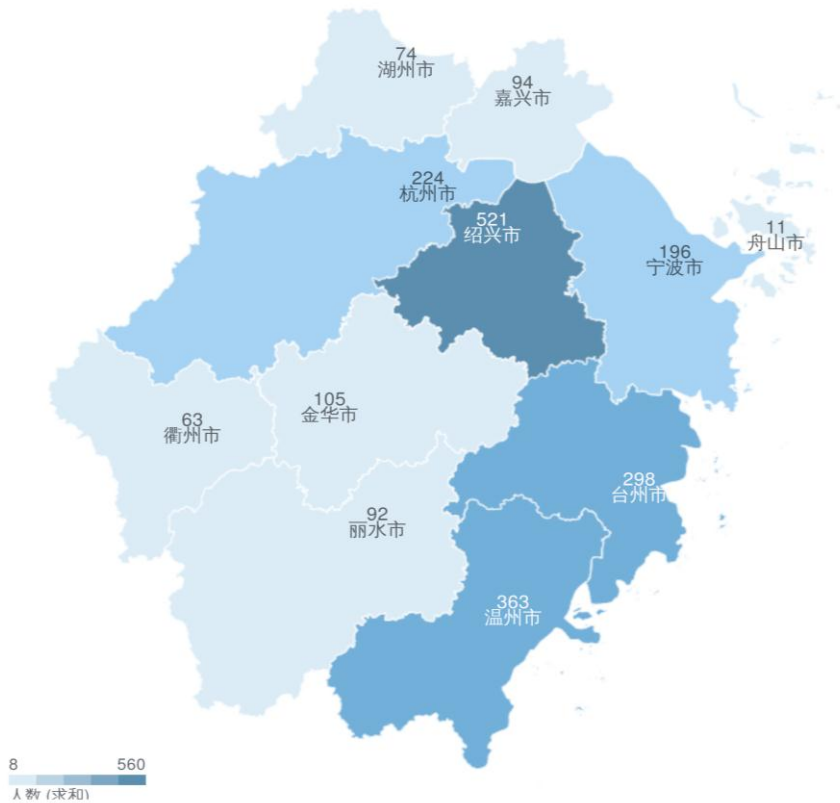 74
湖州市
94
嘉兴市
224
杭州市
521
绍兴市
11
舟山市
196
宁波市
105
金华市
63
衢州市
298
台州市
92
丽水市
363
温州市
8 560
人数 (求和)